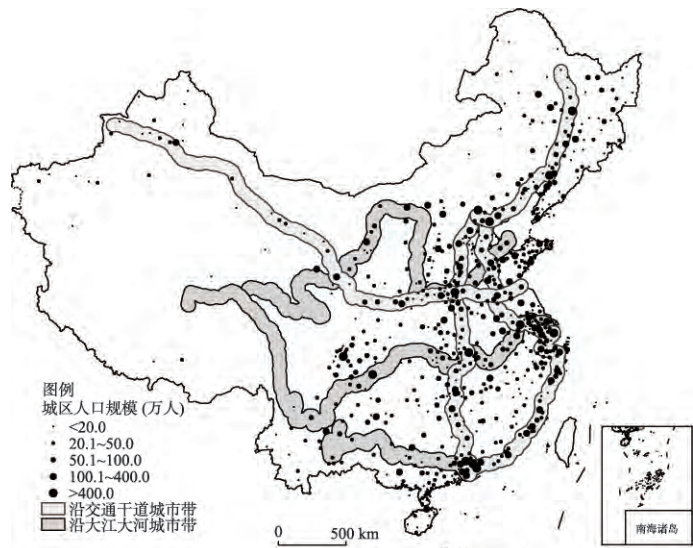 图例
城区人口规模 (万人)
<20.0
20.1~50.0
50.1~100.0
100.1~400.0
>400.0
沿交通干道城市带
沿大江大河城市带
0 500 km
南海诸岛